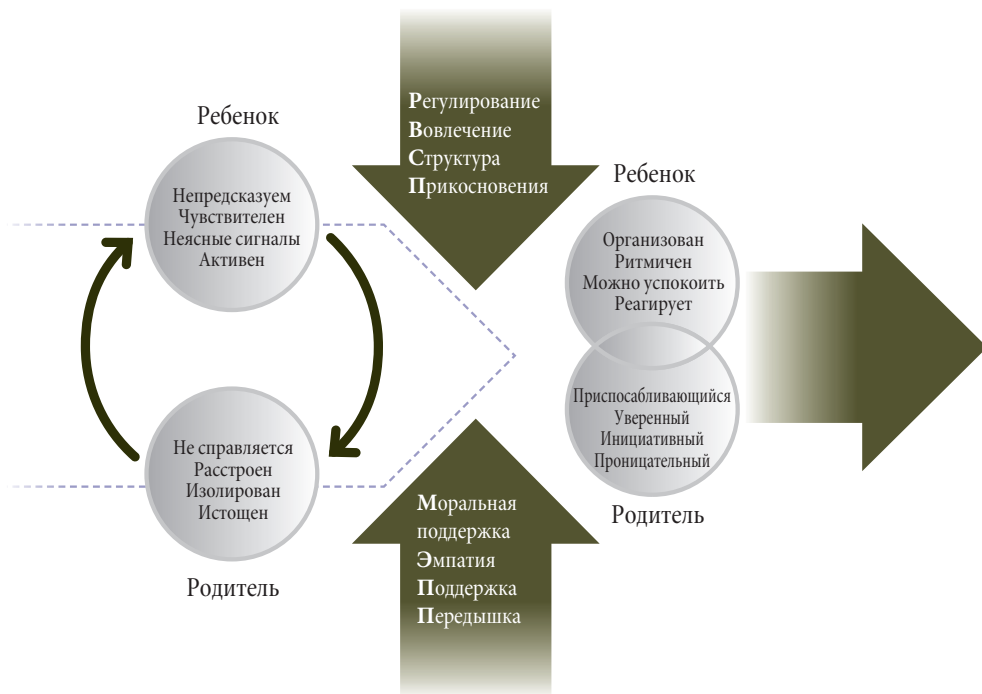 Ребенок
Непредсказуем
Чувствителен
Неясные сигналы
Активен
Не справляется
Расстроен
Изолирован
Истощен
Родитель
Регулирование
Вовлечение
Структура
Прикосновения
Моральная
поддержка
Эмпатия
Поддержка
Передышка
Ребенок
Организован
Ритмичен
Можно успокоить
Реагирует
Приспосабливающийся
Уверенный
Инициативный
Проницательный
Родитель